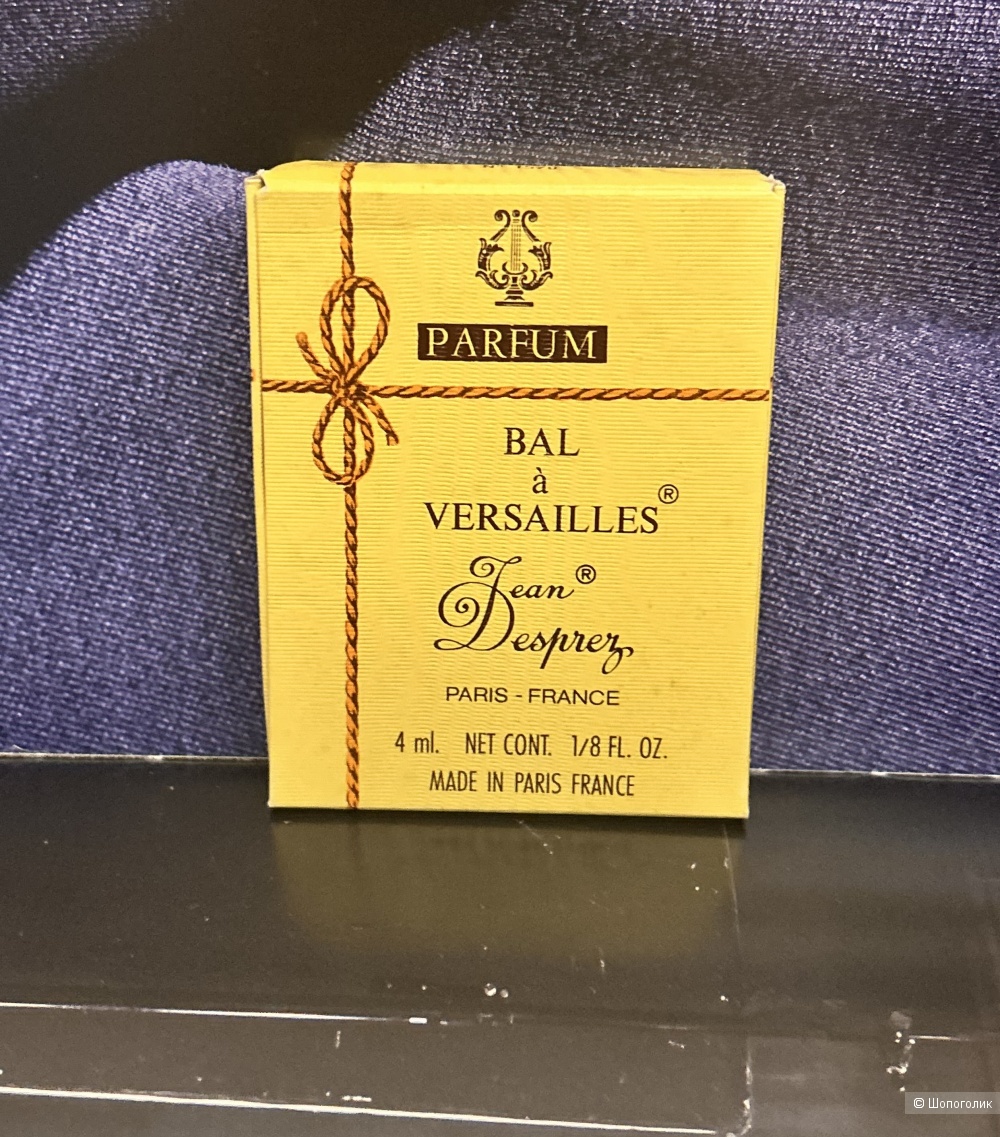 PARFUM
BAL
à
VERSAILLES®
Jean®
Desprez
PARIS - FRANCE
4 ml. NET CONT. 1/8 FL. OZ.
MADE IN PARIS FRANCE
© Шопоголик